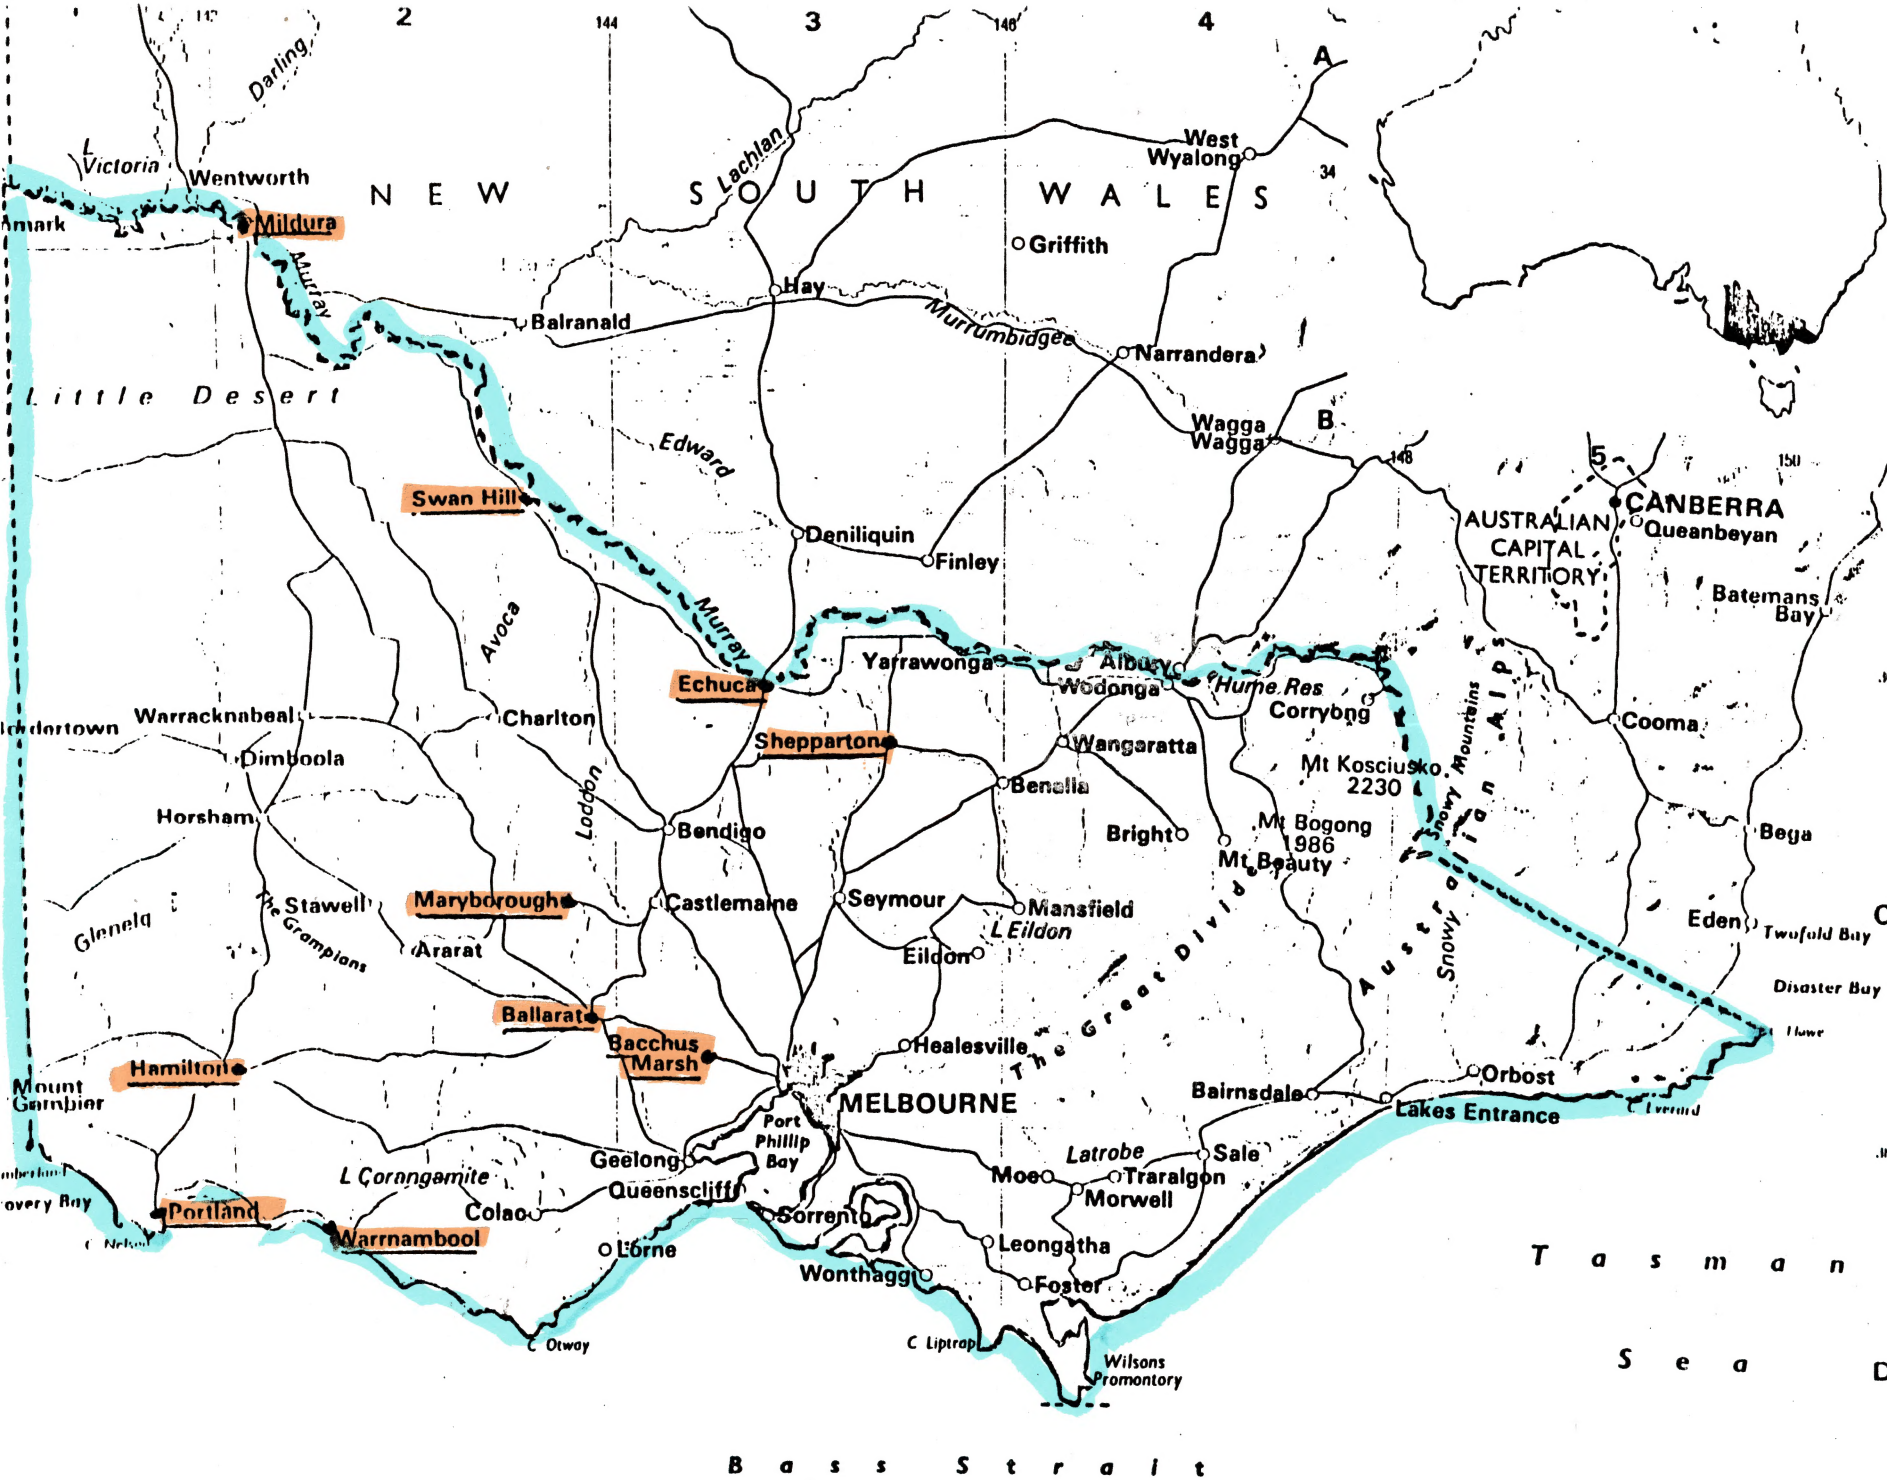 2
144
3
146
4
A
Darling
L
Victoria
Wentworth
Lachlan
West
Wyalong
34
NEW SOUTH WALES
Mildura
Griffith
Murray
Hay
Balranald
Murrumbidgee
Narrandera
Little Desert
Edward
Wagga
Wagga
B
148
5
150
Swan Hill
CANBERRA
Queanbeyan
AUSTRALIAN
CAPITAL
TERRITORY
Deniliquin
Finley
Batemans
Bay
Avoca
Murray
Yarrawonga
Albury
Wodonga
Hume Res
Corryong
Echuca
Warracknabeal
Charlton
Cooma
Shepparton
Wangaratta
Dimboola
Benalla
Mt Kosciusko
2230
Snowy Mountains
Australian Alps
Loddon
Horsham
Bendigo
Bright
Mt Bogong
1986
Mt Beauty
Bega
Maryborough
Castlemaine
Seymour
Mansfield
L Eildon
Eildon
Stawell
The Grampians
Glenelg
Ararat
Snowy
Eden
Twofold Bay
Disaster Bay
The Great Divide
Ballarat
Bacchus
Marsh
Healesville
Hamilton
Mount
Gambier
MELBOURNE
Orbost
Bairnsdale
Lakes Entrance
Port
Phillip
Bay
Geelong
Latrobe
Sale
Moe
Traralgon
Morwell
L Corangamite
Queenscliff
Colac
Portland
Sorrento
Warrnambool
Lorne
Leongatha
Wonthaggi
Foster
C Otway
C Liptrap
Wilsons
Promontory
Tasman
Sea
Bass Strait